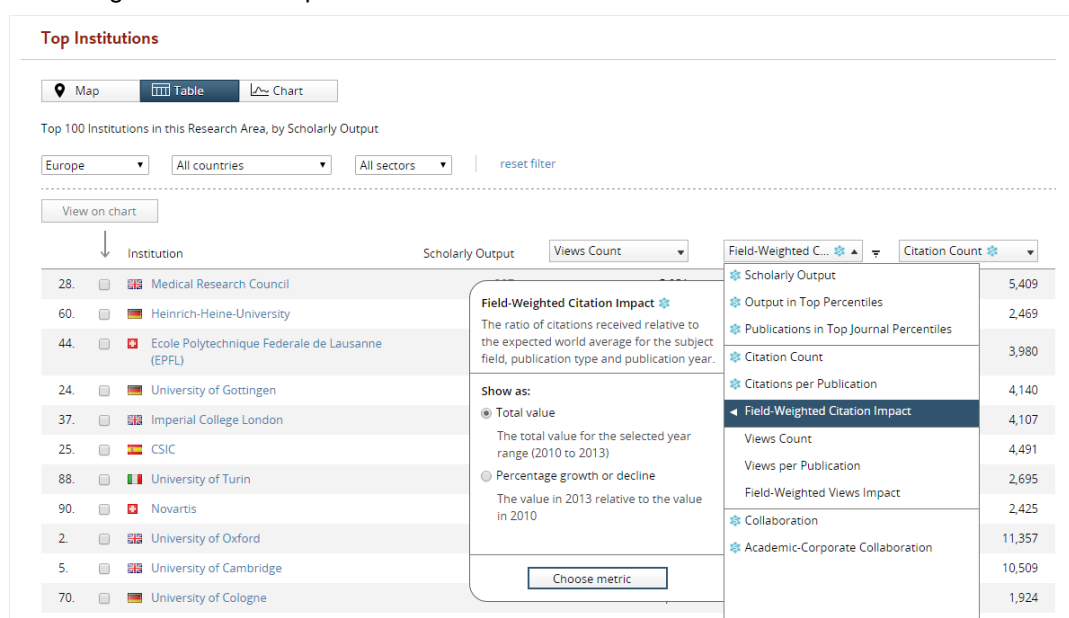 Top Institutions
Map
Table
Chart
Top 100 Institutions in this Research Area, by Scholarly Output
Europe
All countries
All sectors
reset filter
View on chart
Institution
Scholarly Output
Views Count
Field-Weighted C...
Citation Count
28. Medical Research Council 5,409
60. Heinrich-Heine-University 2,469
44. Ecole Polytechnique Federale de Lausanne
(EPFL) 3,980
24. University of Gottingen 4,140
37. Imperial College London 4,107
25. CSIC 4,491
88. University of Turin 2,695
90. Novartis 2,425
2. University of Oxford 11,357
5. University of Cambridge 10,509
70. University of Cologne 1,924
Field-Weighted Citation Impact
The ratio of citations received relative to
the expected world average for the subject
field, publication type and publication year.
Show as:
Total value
The total value for the selected year
range (2010 to 2013)
Percentage growth or decline
The value in 2013 relative to the value
in 2010
Choose metric
Scholarly Output
Output in Top Percentiles
Publications in Top Journal Percentiles
Citation Count
Citations per Publication
Field-Weighted Citation Impact
Views Count
Views per Publication
Field-Weighted Views Impact
Collaboration
Academic-Corporate Collaboration